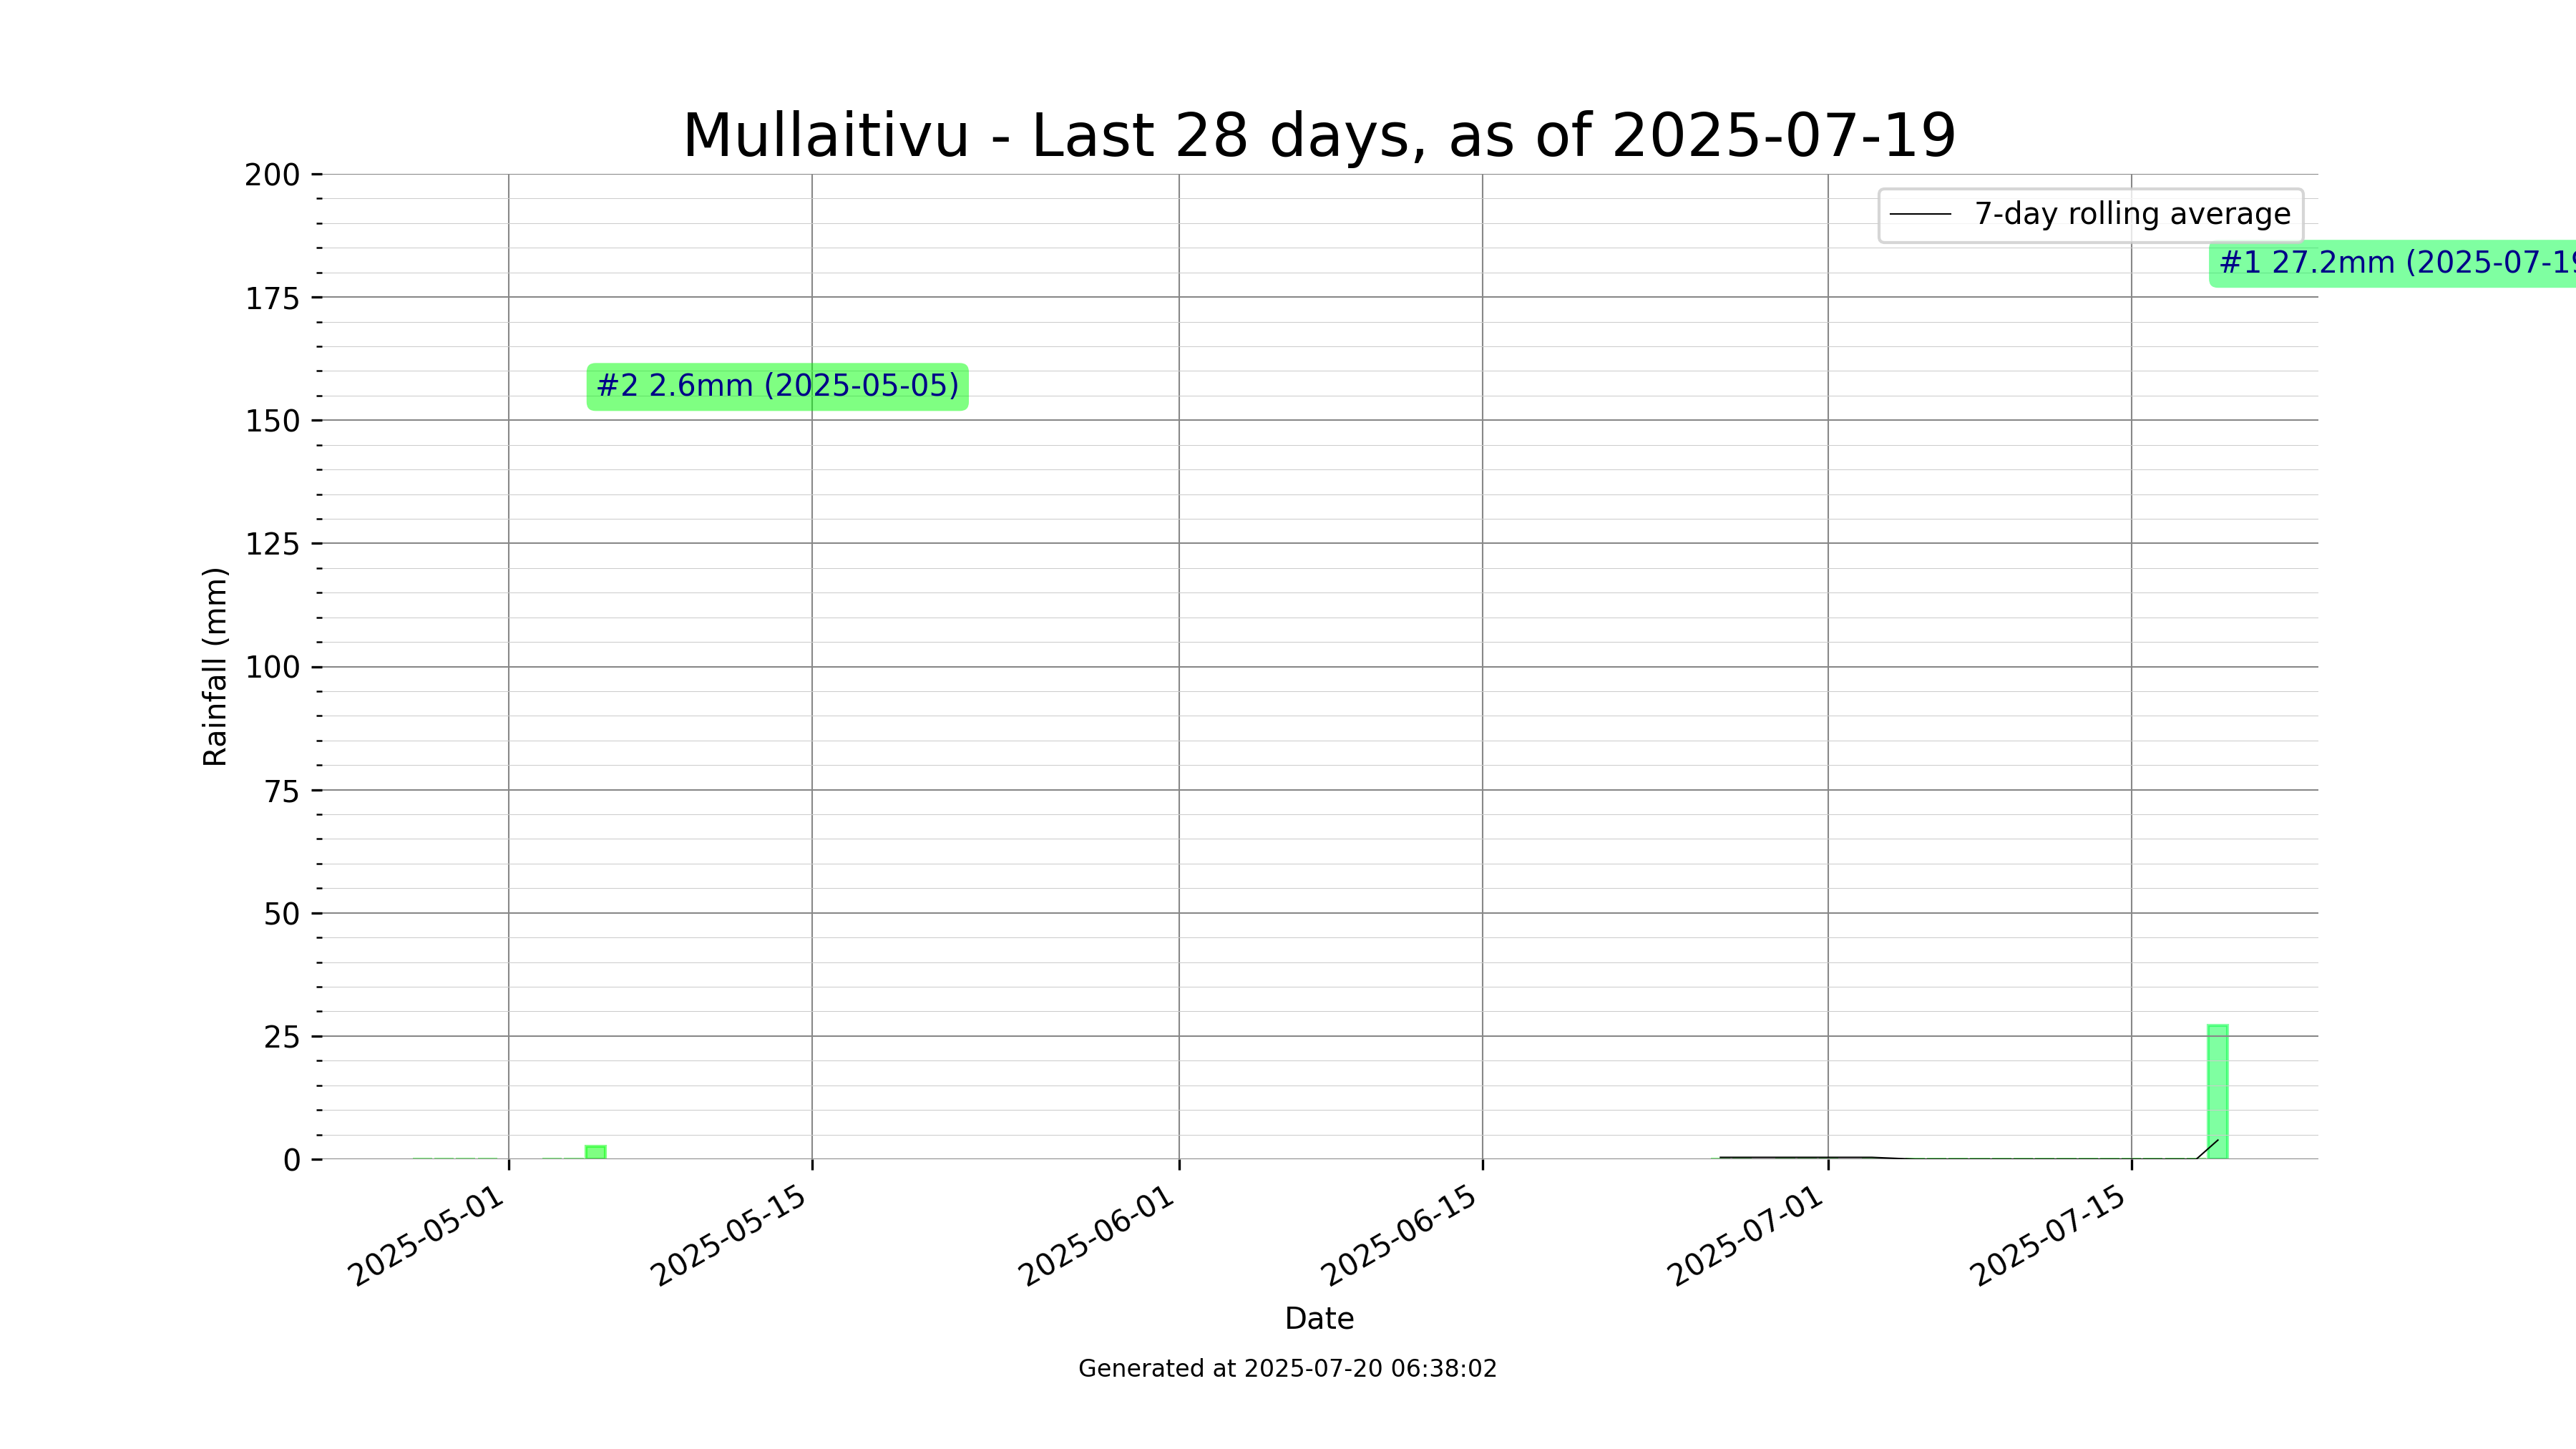 Mullaitivu - Last 28 days, as of 2025-07-19
200
175
150
125
100
75
50
25
0
Rainfall (mm)
7-day rolling average
#1 27.2mm (2025-07-19
#2 2.6mm (2025-05-05)
2025-05-01
2025-05-15
2025-06-01
2025-06-15
2025-07-01
2025-07-15
Date
Generated at 2025-07-20 06:38:02